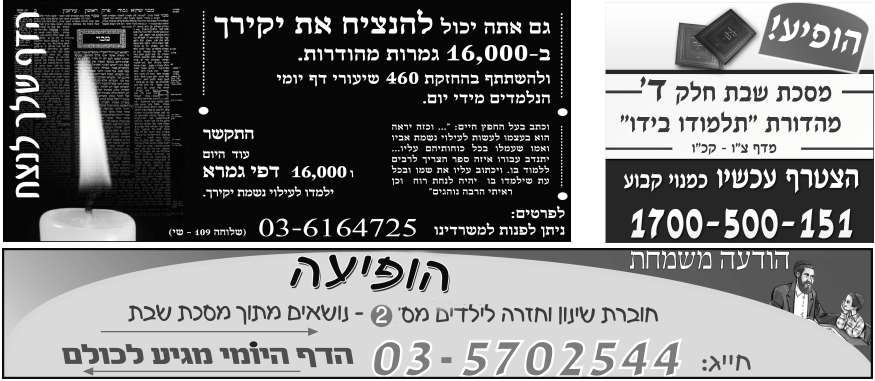 הופיע!
מסכת שבת חלק ד'
מהדורת "תלמודו בידו"
מדף צ"ו - קכ"ו
הצטרף עכשיו כמנוי קבוע
1700-500-151
הדף שלך לנצח
גם אתה יכול להנציח את יקירך
ב-16,000 גמרות מהודרות.
ולהשתתף בהחזקת 460 שיעורי דף יומי
הנלמדים מידי יום.
וכתב בעל החפץ חיים: "... וכזה יראה
הוא בעצמו לעשות לעילוי נשמת אביו
ואמו שעמלו בכל כוחותיהם עליו...
יתנדב עבורו איזה ספר הצריך לרבים
ללמוד בו. ויכתוב עליו את שמו ובכל
עת שילמדו בו יהיה לנחת רוח וכן
ראיתי הרבה נוהגים"
התקשר
עוד היום
ו 16,000 דפי גמרא
ילמדו לעילוי נשמת יקירך.
לפרטים:
ניתן לפנות למשרדינו 03-6164725 (שלוחה 109 - שי)
הודעה משמחת
הופיעה
חוברת שינון וחזרה לילדים מס' 2 - נושאים מתוך מסכת שבת
חייג: 03-5702544 הדף היומי מגיע לכולם